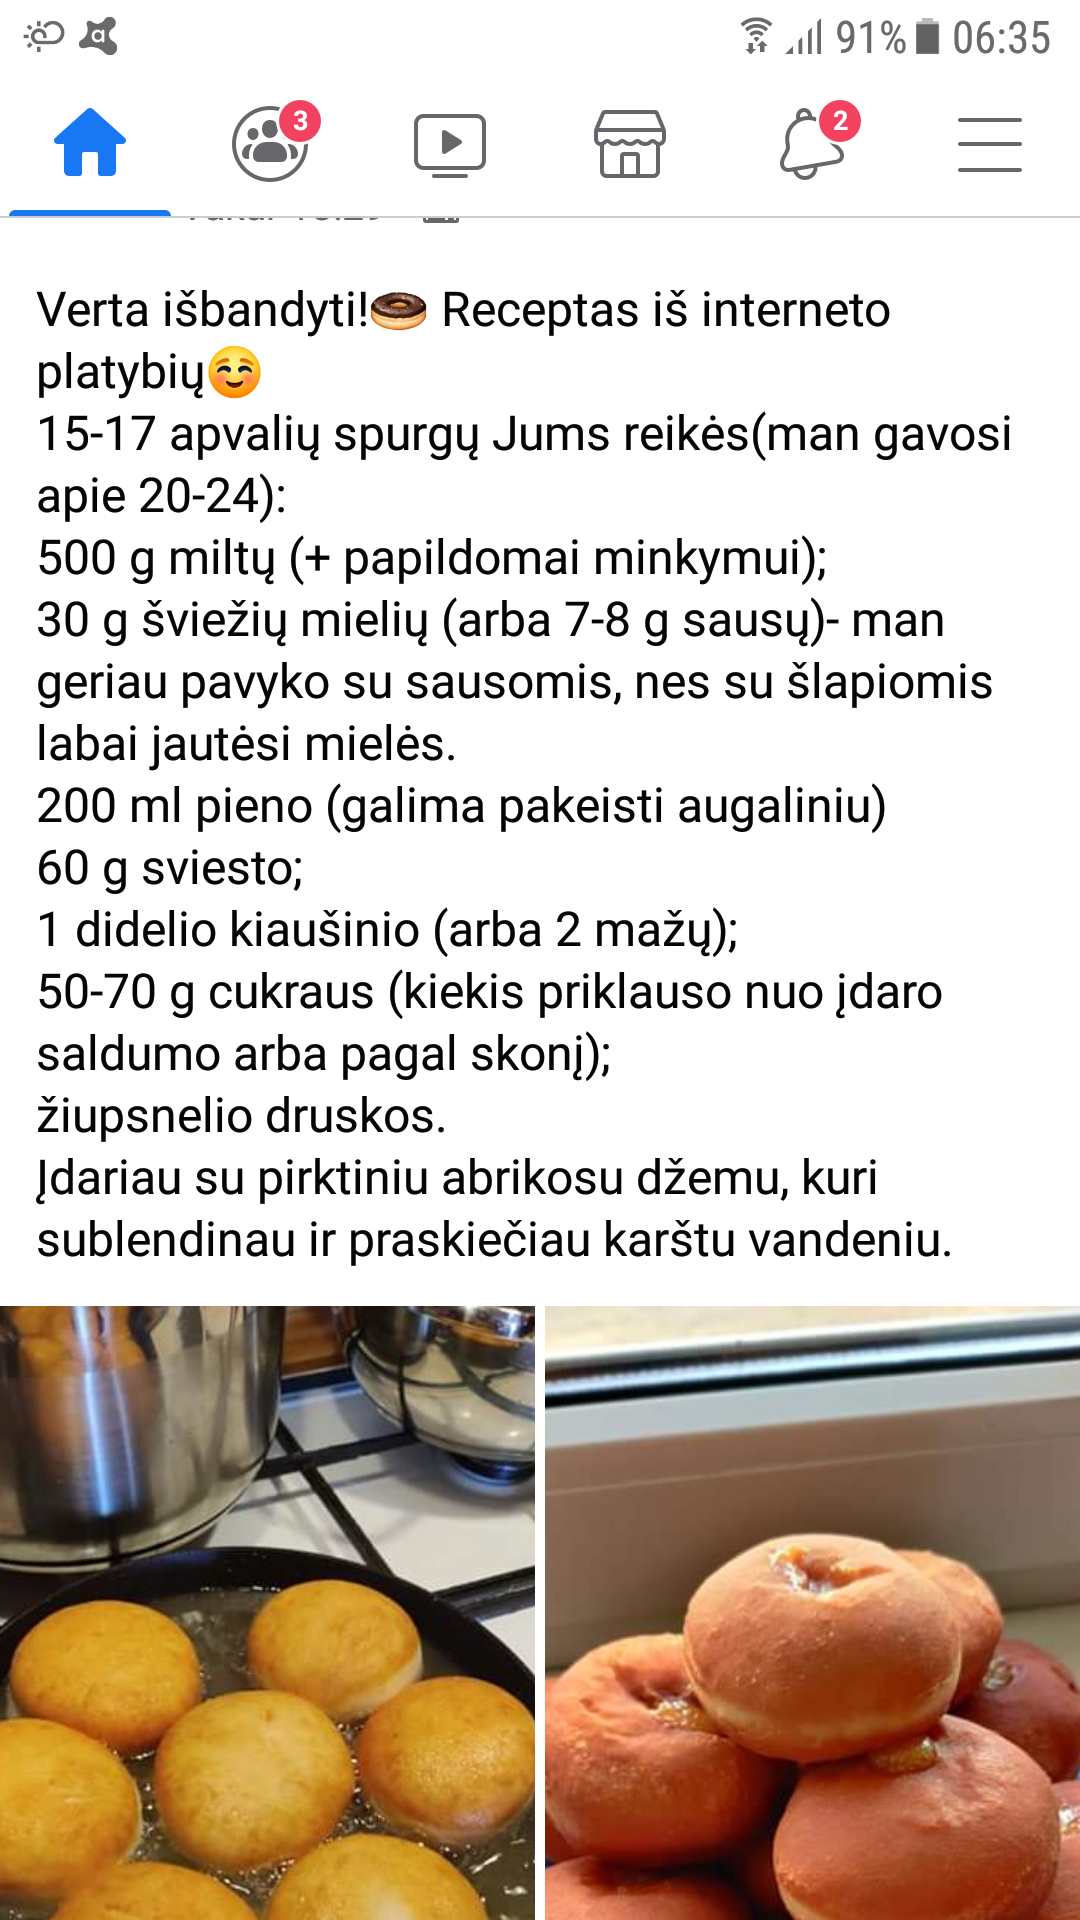 91% 06:35
3
2
Verta išbandyti!🍩 Receptas iš interneto
platybių☺️
15-17 apvalių spurgų Jums reikės(man gavosi
apie 20-24):
500 g miltų (+ papildomai minkymui);
30 g šviežių mielių (arba 7-8 g sausų)- man
geriau pavyko su sausomis, nes su šlapiomis
labai jautėsi mielės.
200 ml pieno (galima pakeisti augaliniu)
60 g sviesto;
1 didelio kiaušinio (arba 2 mažų);
50-70 g cukraus (kiekis priklauso nuo įdaro
saldumo arba pagal skonį);
žiupsnelio druskos.
Įdariau su pirktiniu abrikosu džemu, kuri
sublendinau ir praskiečiau karštu vandeniu.